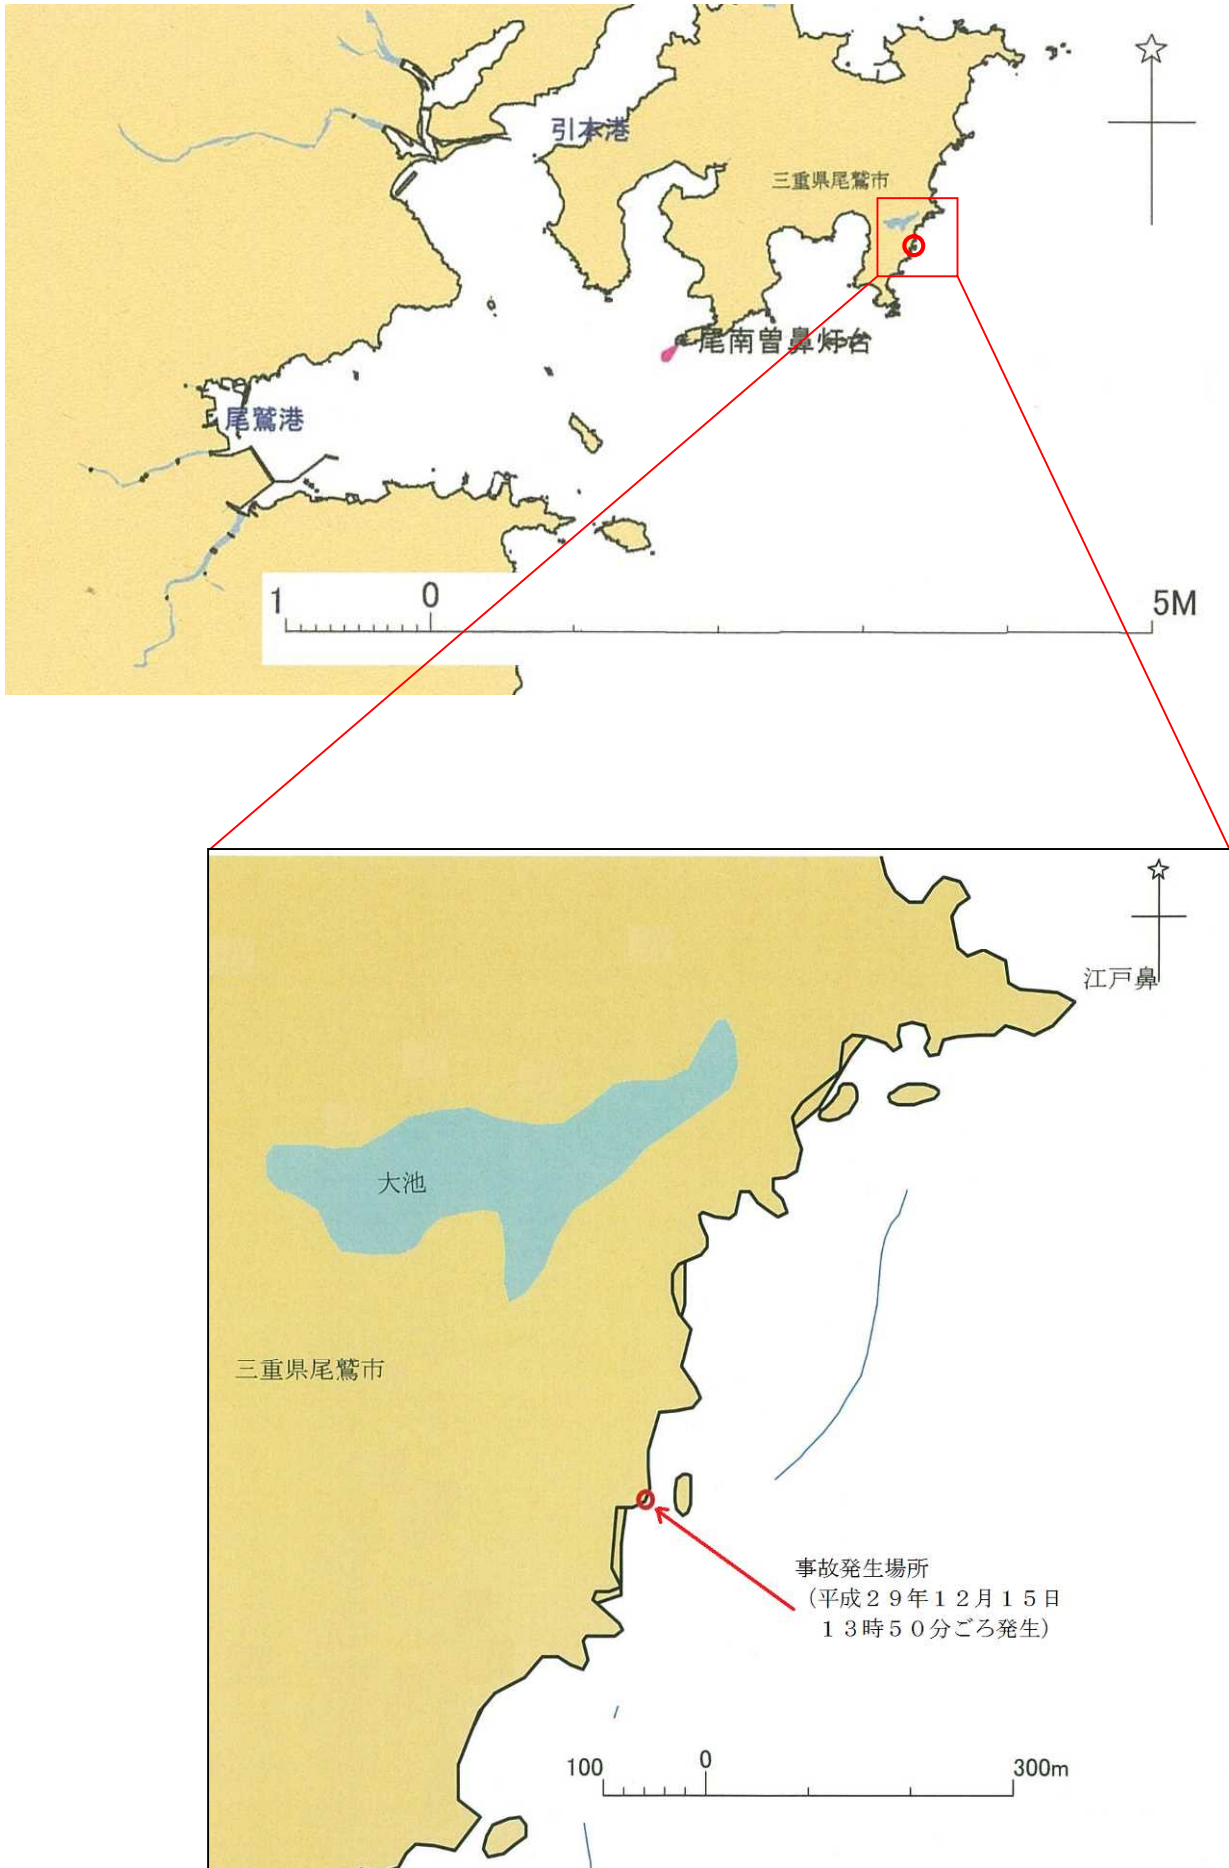 引本港
三重県尾鷲市
尾南曽鼻灯台
尾鷲港
1 0 5M
江戸鼻
大池
三重県尾鷲市
事故発生場所
（平成２９年１２月１５日
１３時５０分ごろ発生）
100 0 300m